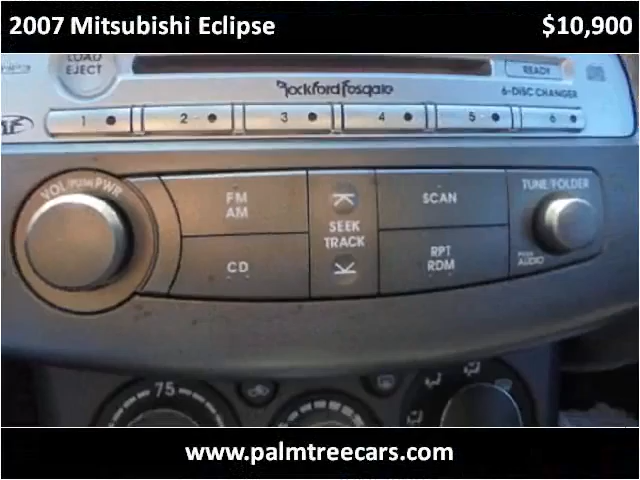 2007 Mitsubishi Eclipse $10,900
LOAD
EJECT
READY
Rockford Fosgate
6-DISC CHANGER
1 2 3 4 5 6
VOL/PUSH PWR
FM
AM
SCAN
TUNE/FOLDER
SEEK
TRACK
CD
RPT
RDM
PUSH
AUDIO
75
www.palmtreecars.com